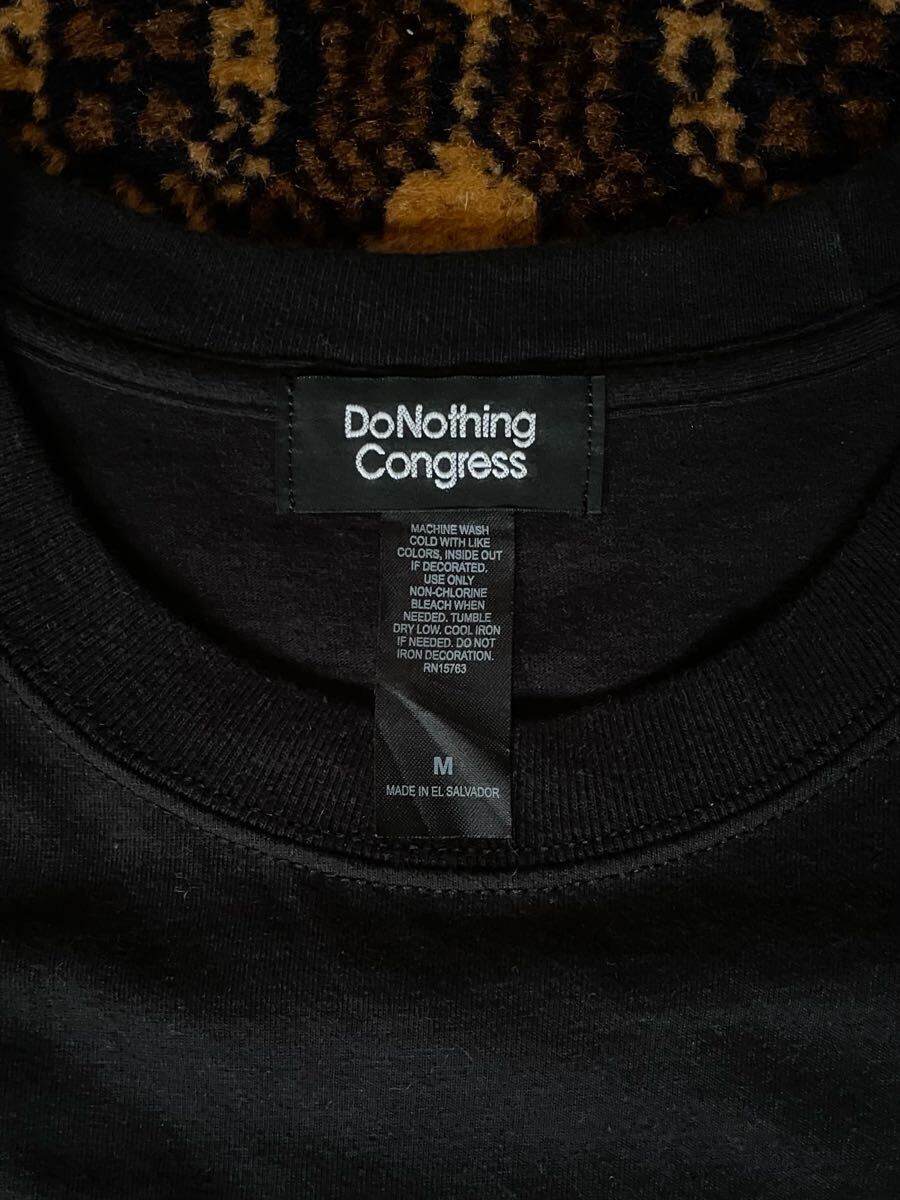 DoNothing
Congress
MACHINE WASH
COLD WITH LIKE
COLORS, INSIDE OUT
IF DECORATED.
USE ONLY
NON-CHLORINE
BLEACH WHEN
NEEDED. TUMBLE
DRY LOW. COOL IRON
IF NEEDED. DO NOT
IRON DECORATION.
RN15763
M
MADE IN EL SALVADOR